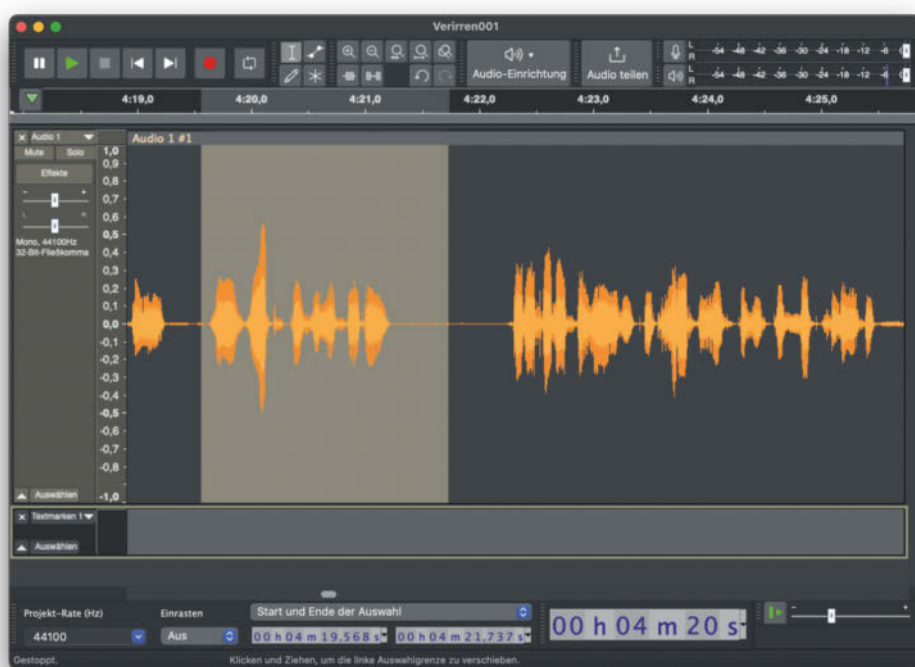 Verirren001
Audio-Einrichtung
Audio teilen
L
R
-54 -48 -42 -36 -30 -24 -18 -12 -6
L
R
-54 -48 -42 -36 -30 -24 -18 -12 -6
4:19,0 4:20,0 4:21,0 4:22,0 4:23,0 4:24,0 4:25,0
Audio 1
Audio 1 #1
Mute Solo
Effekte
- +
L R
Mono, 44100Hz
32-Bit-Fließkomma
Auswählen
1,0
0,9
0,8
0,7
0,6
0,5
0,4
0,3
0,2
0,1
0,0
-0,1
-0,2
-0,3
-0,4
-0,5
-0,6
-0,7
-0,8
-1,0
Textmarken 1
Auswählen
Projekt-Rate (Hz)
44100
Einrasten
Aus
Start und Ende der Auswahl
00 h 04 m 19,568 s
00 h 04 m 21,737 s
00 h 04 m 20 s
- +
Gestoppt.
Klicken und Ziehen, um die linke Auswahlgrenze zu verschieben.